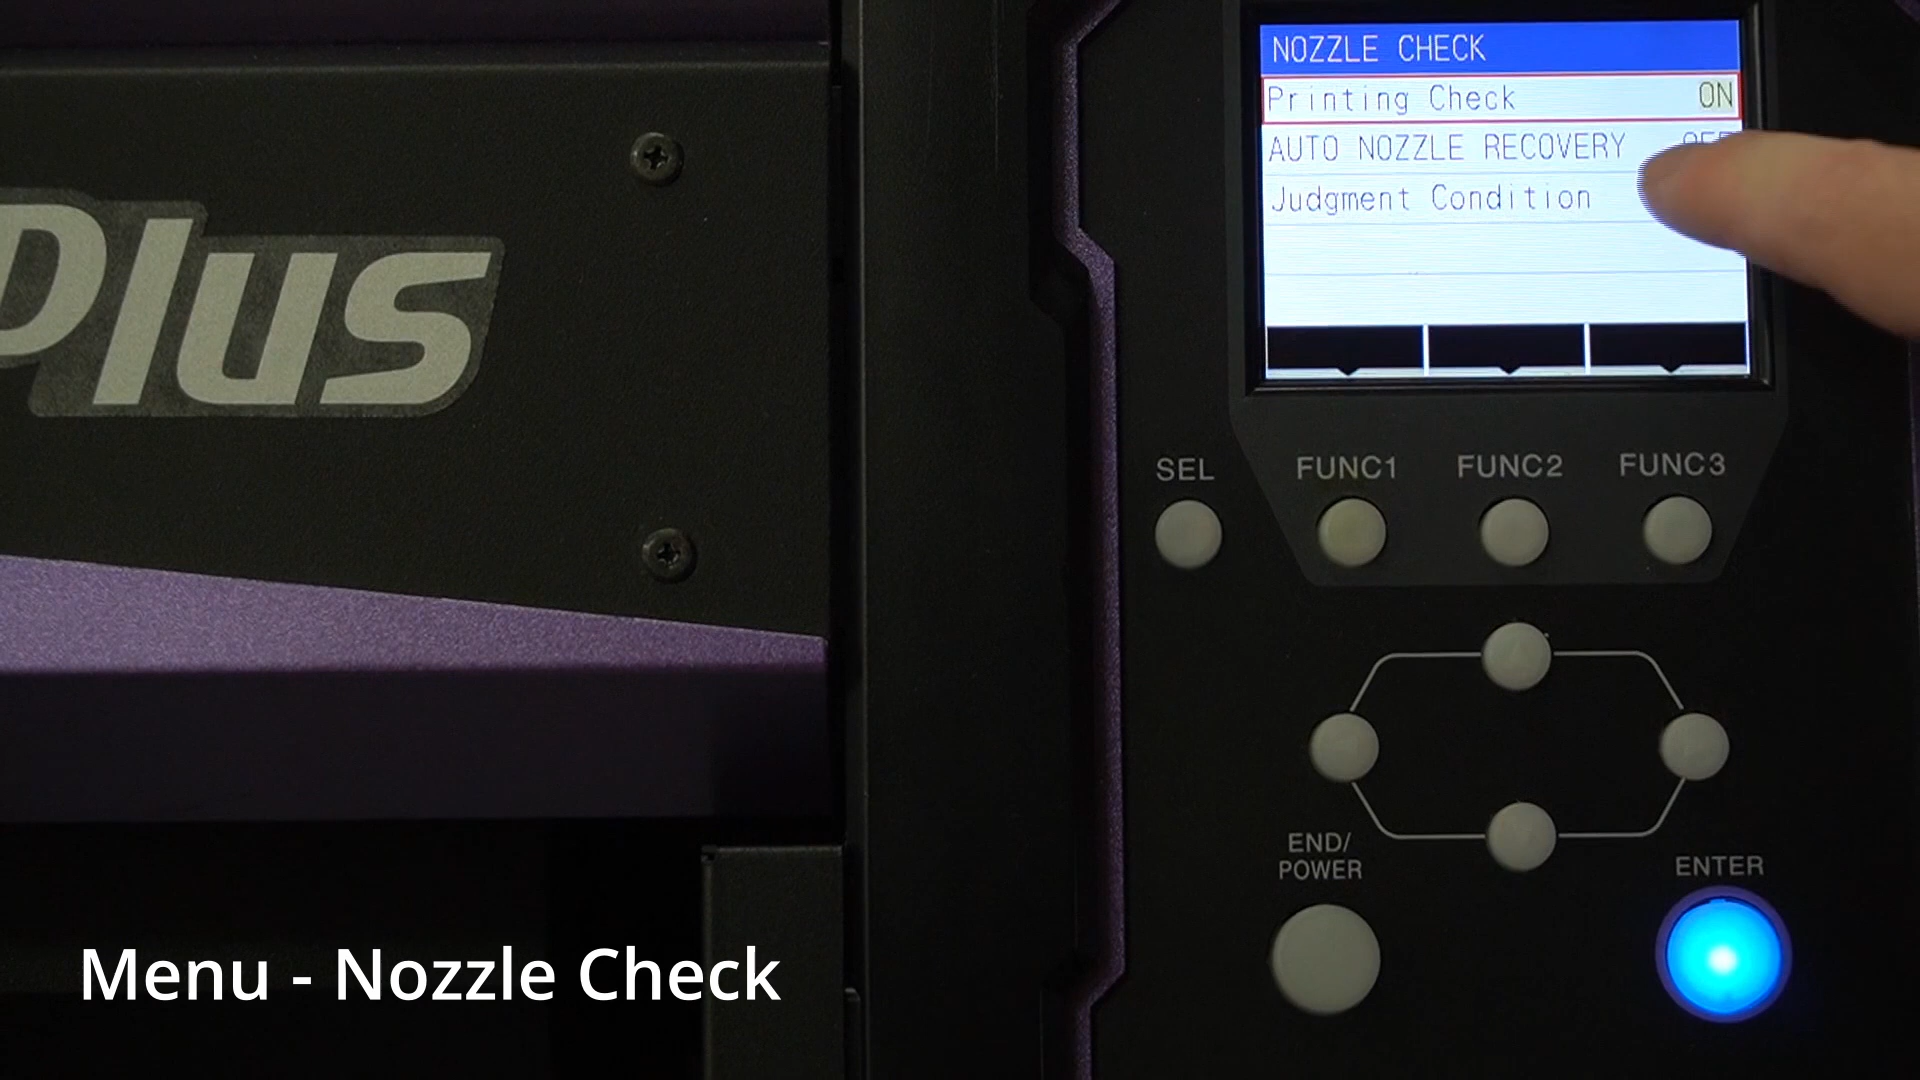 Plus
NOZZLE CHECK
Printing Check ON
AUTO NOZZLE RECOVERY OFF
Judgment Condition
SEL FUNC1 FUNC2 FUNC3
END/
POWER
ENTER
Menu - Nozzle Check